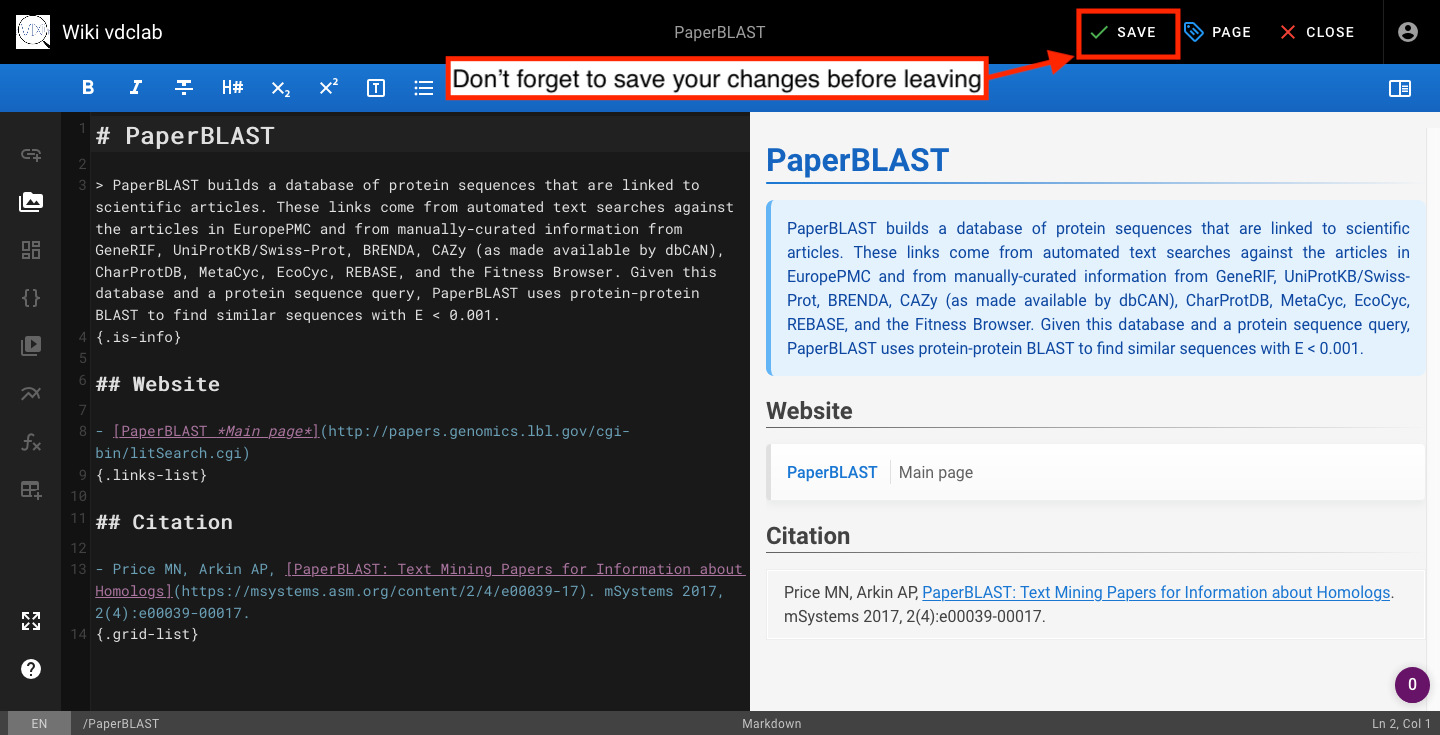 Wiki vdclab
PaperBLAST
SAVE
PAGE
CLOSE
Don't forget to save your changes before leaving
B I S H# X₂ X² T
1 # PaperBLAST
2
3 > PaperBLAST builds a database of protein sequences that are linked to
scientific articles. These links come from automated text searches against
the articles in EuropePMC and from manually-curated information from
GeneRIF, UniProtKB/Swiss-Prot, BRENDA, CAZy (as made available by dbCAN),
CharProtDB, MetaCyc, EcoCyc, REBASE, and the Fitness Browser. Given this
database and a protein sequence query, PaperBLAST uses protein-protein
BLAST to find similar sequences with E < 0.001.
4 {.is-info}
5
6 ## Website
7
8 - [PaperBLAST *Main page*](http://papers.genomics.lbl.gov/cgi-
bin/litSearch.cgi)
9 {.links-list}
10
11 ## Citation
12
13 - Price MN, Arkin AP, [PaperBLAST: Text Mining Papers for Information about
Homologs](https://msystems.asm.org/content/2/4/e00039-17). mSystems 2017,
2(4):e00039-00017.
14 {.grid-list}
PaperBLAST
PaperBLAST builds a database of protein sequences that are linked to scientific
articles. These links come from automated text searches against the articles in
EuropePMC and from manually-curated information from GeneRIF, UniProtKB/Swiss-
Prot, BRENDA, CAZy (as made available by dbCAN), CharProtDB, MetaCyc, EcoCyc,
REBASE, and the Fitness Browser. Given this database and a protein sequence query,
PaperBLAST uses protein-protein BLAST to find similar sequences with E < 0.001.
Website
PaperBLAST Main page
Citation
Price MN, Arkin AP, PaperBLAST: Text Mining Papers for Information about Homologs.
mSystems 2017, 2(4):e00039-00017.
0
EN /PaperBLAST
Markdown
Ln 2, Col 1